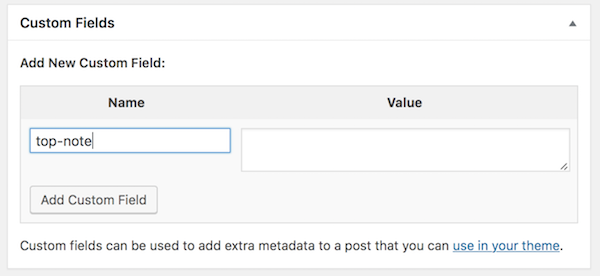 Custom Fields
Add New Custom Field:
Name Value
top-note
Add Custom Field
Custom fields can be used to add extra metadata to a post that you can use in your theme.